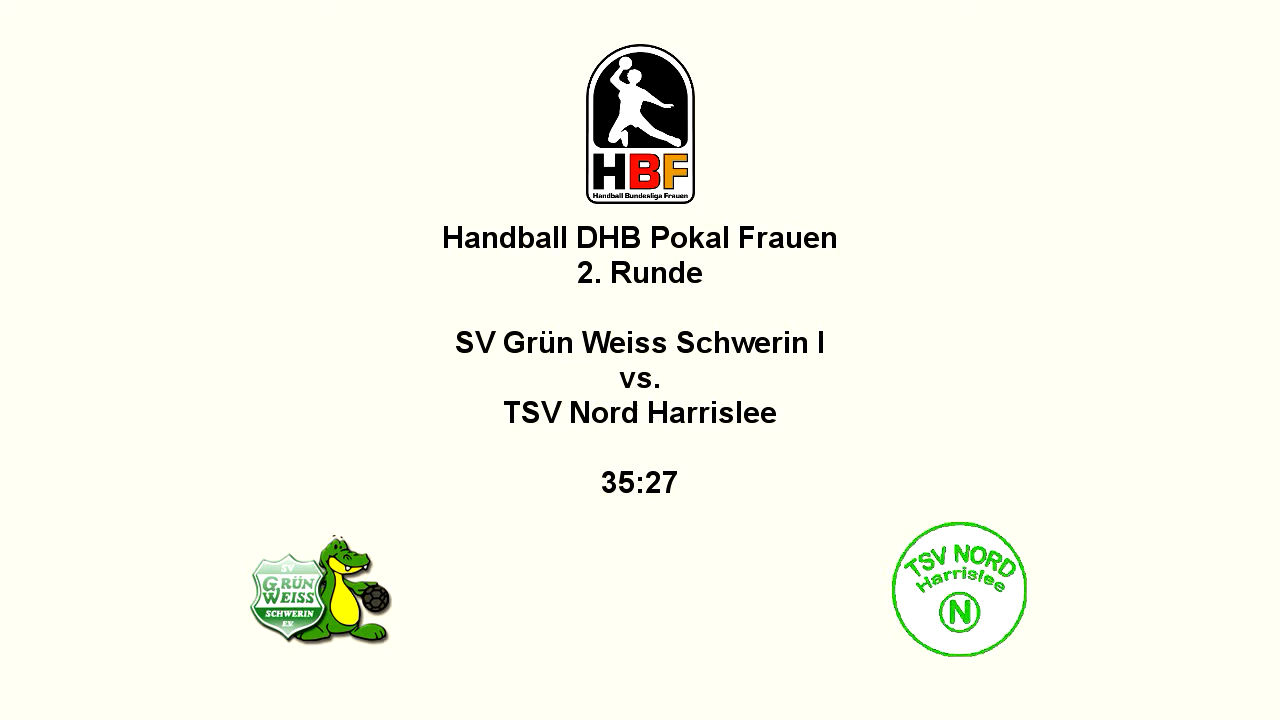 HBF
Handball Bundesliga Frauen
Handball DHB Pokal Frauen
2. Runde
SV Grün Weiss Schwerin I
vs.
TSV Nord Harrislee
35:27
SV
GRÜN
WEISS
SCHWERIN
E.V.
TSV NORD
Harrislee
N